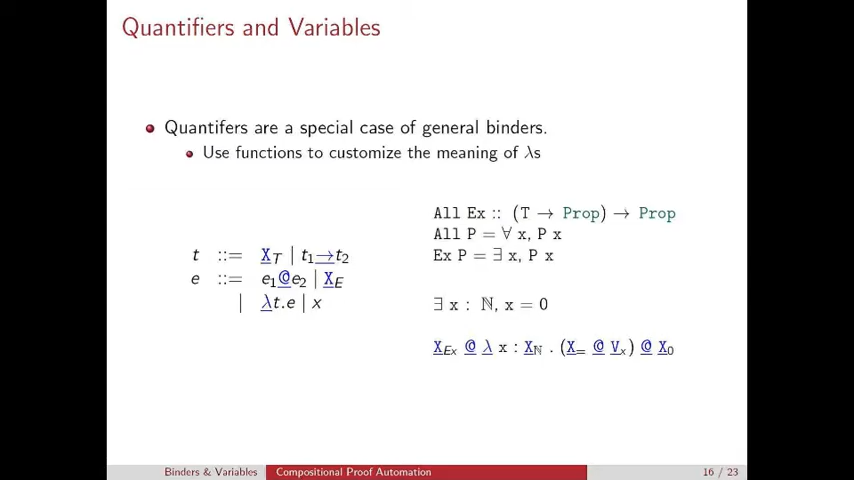 Quantifiers and Variables
Quantifers are a special case of general binders.
Use functions to customize the meaning of λs
t ::= X_T | t₁→t₂
e ::= e₁@e₂ | X_E
| λt.e | x
All Ex :: (T → Prop) → Prop
All P = ∀ x, P x
Ex P = ∃ x, P x
∃ x : ℕ, x = 0
X_Ex @ λ x : X_ℕ . (X_= @ V_x) @ X_0
Binders & Variables Compositional Proof Automation 16 / 23